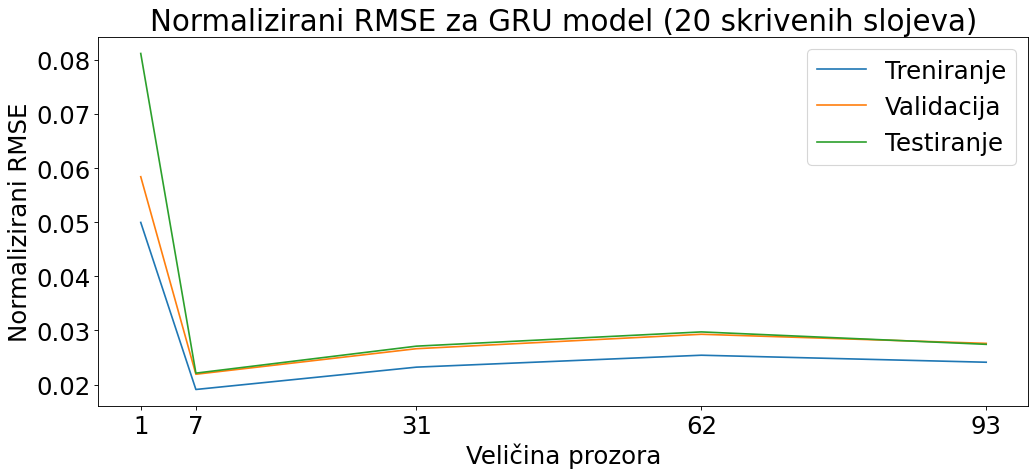 Normalizirani RMSE za GRU model (20 skrivenih slojeva)
Normalizirani RMSE
0.08
0.07
0.06
0.05
0.04
0.03
0.02
Treniranje
Validacija
Testiranje
1 7 31 62 93
Veličina prozora